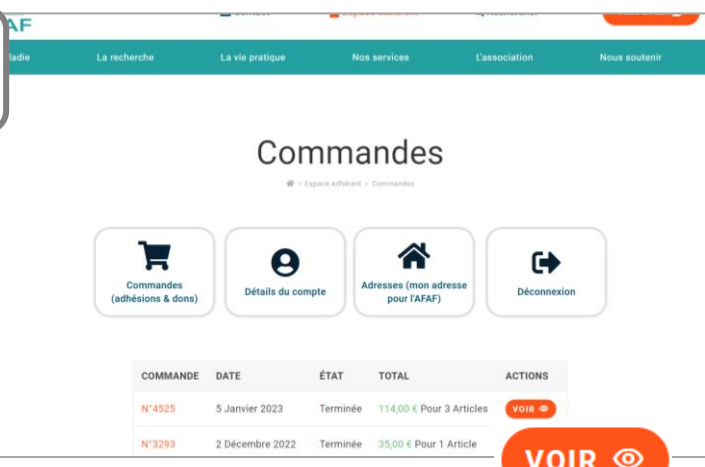 AF
ladie La recherche La vie pratique Nos services L'association Nous soutenir
Commandes
> Espace Adhérent > Commandes
Commandes
(adhésions & dons)
Détails du compte
Adresses (mon adresse
pour l'AFAF)
Déconnexion
COMMANDE DATE ÉTAT TOTAL ACTIONS
N°4525 5 Janvier 2023 Terminée 114,00 € Pour 3 Articles VOIR
N°3293 2 Décembre 2022 Terminée 35,00 € Pour 1 Article
VOIR